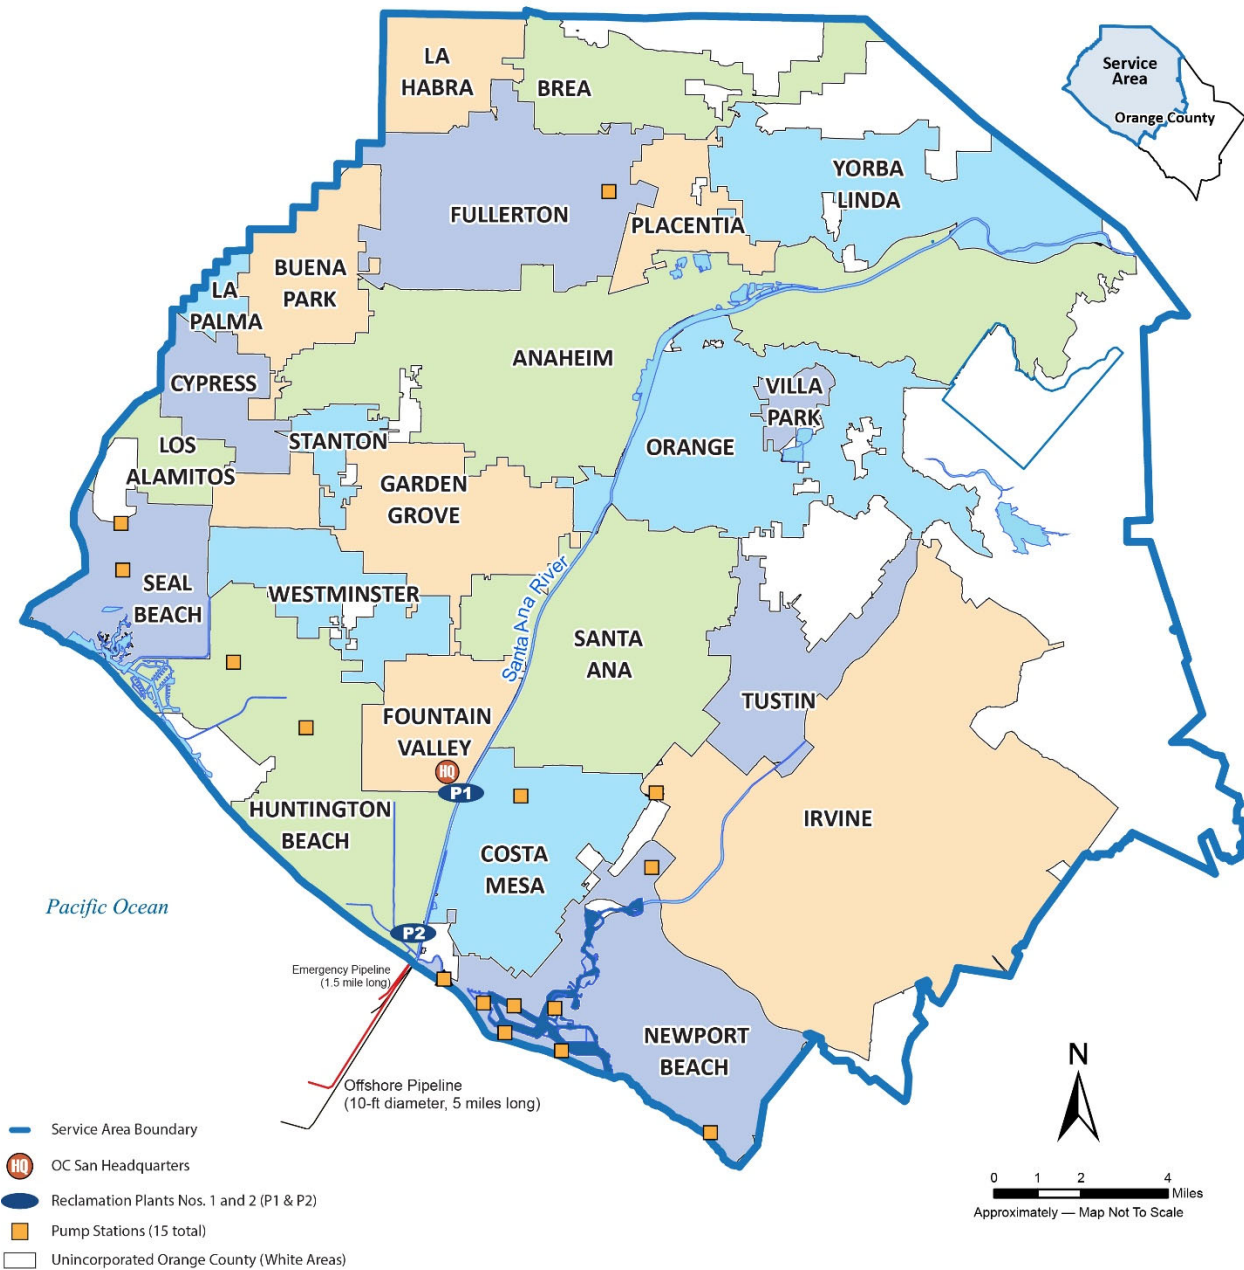 LA
HABRA
BREA
Service
Area
Orange County
YORBA
LINDA
FULLERTON
PLACENTIA
BUENA
PARK
LA
PALMA
ANAHEIM
CYPRESS
VILLA
PARK
STANTON
ORANGE
LOS
ALAMITOS
GARDEN
GROVE
SEAL
BEACH
WESTMINSTER
Santa Ana River
SANTA
ANA
TUSTIN
FOUNTAIN
VALLEY
HQ
P1
HUNTINGTON
BEACH
IRVINE
COSTA
MESA
Pacific Ocean
P2
Emergency Pipeline
(1.5 mile long)
NEWPORT
BEACH
Offshore Pipeline
(10-ft diameter, 5 miles long)
N
Service Area Boundary
HQ OC San Headquarters
Reclamation Plants Nos. 1 and 2 (P1 & P2)
Pump Stations (15 total)
Unincorporated Orange County (White Areas)
0 1 2 4 Miles
Approximately — Map Not To Scale